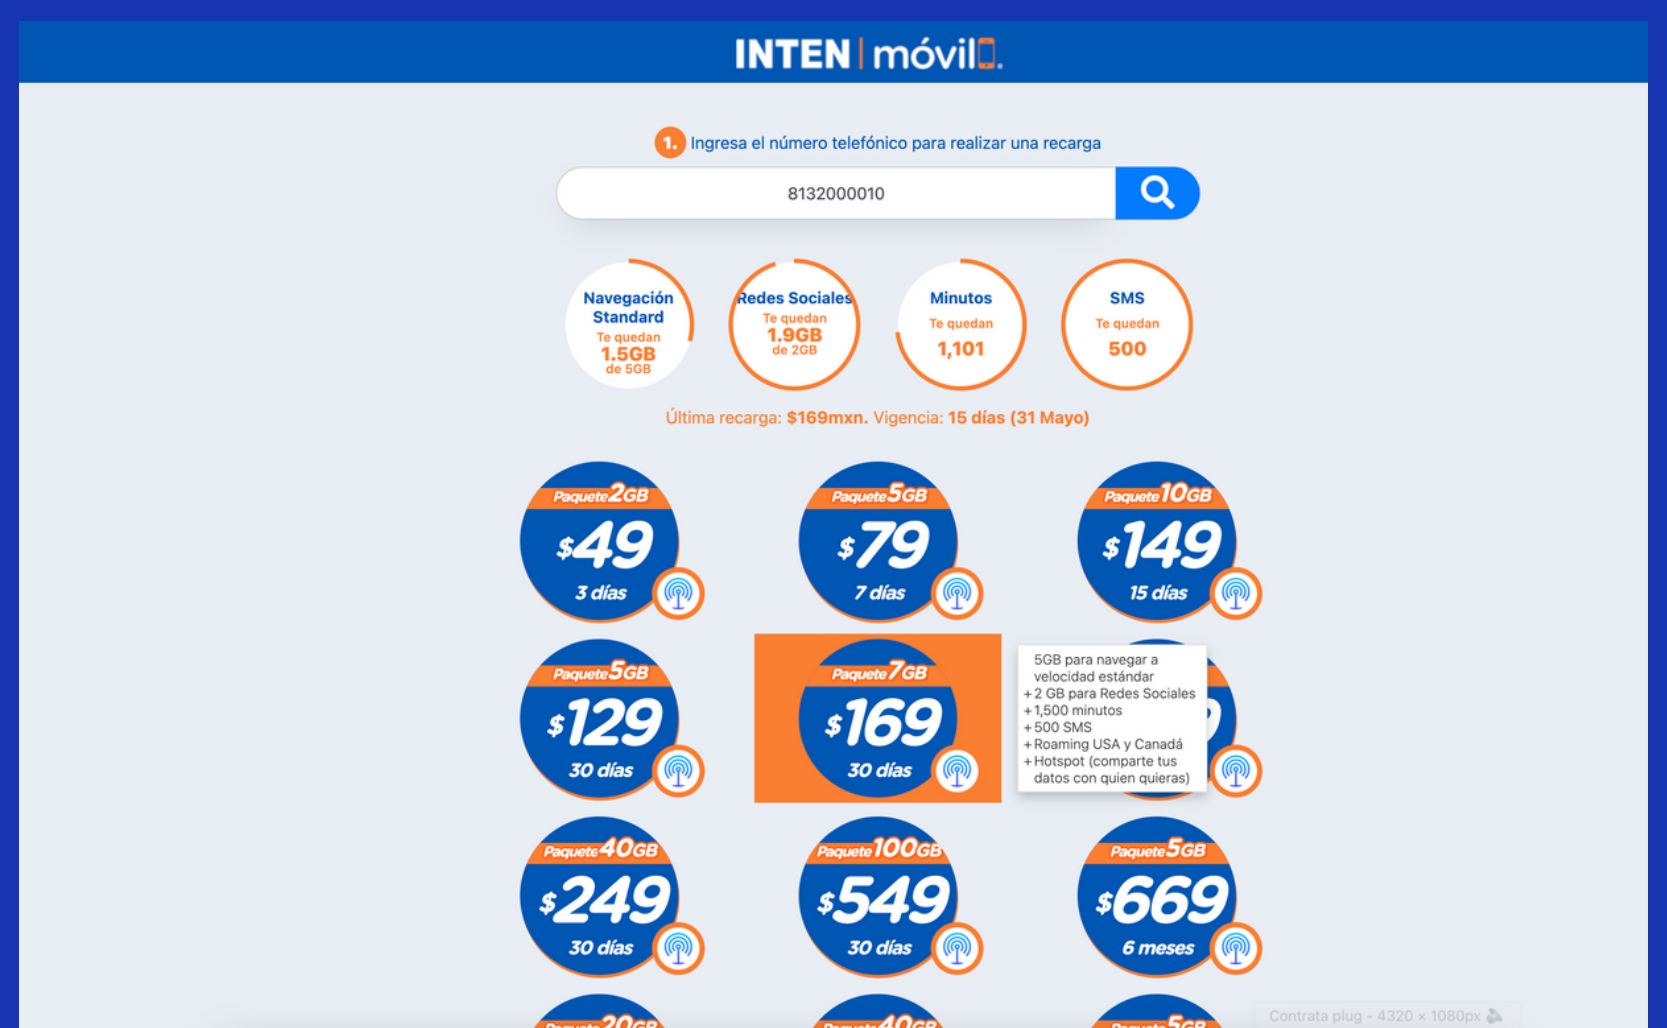 INTEN | móvil.
1. Ingresa el número telefónico para realizar una recarga
8132000010
Navegación
Standard
Te quedan
1.5GB
de 5GB
Redes Sociales
Te quedan
1.9GB
de 2GB
Minutos
Te quedan
1,101
SMS
Te quedan
500
Última recarga: $169mxn. Vigencia: 15 días (31 Mayo)
Paquete 2GB
$49
3 días
Paquete 5GB
$79
7 días
Paquete 10GB
$149
15 días
Paquete 5GB
$129
30 días
Paquete 7GB
$169
30 días
5GB para navegar a
velocidad estándar
+ 2 GB para Redes Sociales
+ 1,500 minutos
+ 500 SMS
+ Roaming USA y Canadá
+ Hotspot (comparte tus
datos con quien quieras)
Paquete 40GB
$249
30 días
Paquete 100GB
$549
30 días
Paquete 5GB
$669
6 meses
Paquete 20GB
Paquete 40GB
Paquete 5GB
Contrata plug - 4320 × 1080px